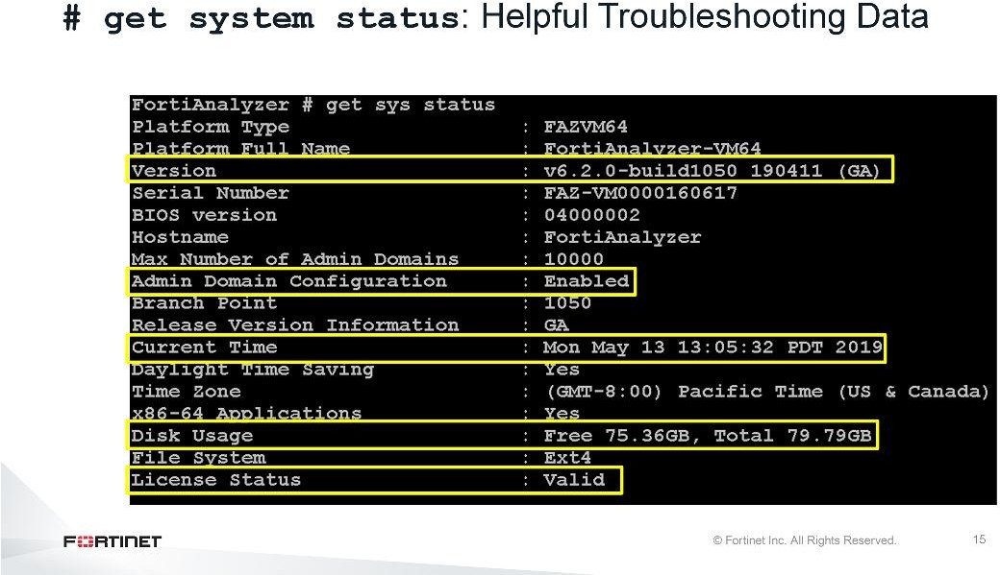 # get system status: Helpful Troubleshooting Data
FortiAnalyzer # get sys status
Platform Type : FAZVM64
Platform Full Name : FortiAnalyzer-VM64
Version : v6.2.0-build1050 190411 (GA)
Serial Number : FAZ-VM0000160617
BIOS version : 04000002
Hostname : FortiAnalyzer
Max Number of Admin Domains : 10000
Admin Domain Configuration : Enabled
Branch Point : 1050
Release Version Information : GA
Current Time : Mon May 13 13:05:32 PDT 2019
Daylight Time Saving : Yes
Time Zone : (GMT-8:00) Pacific Time (US & Canada)
x86-64 Applications : Yes
Disk Usage : Free 75.36GB, Total 79.79GB
File System : Ext4
License Status : Valid
FORTINET
© Fortinet Inc. All Rights Reserved.
15